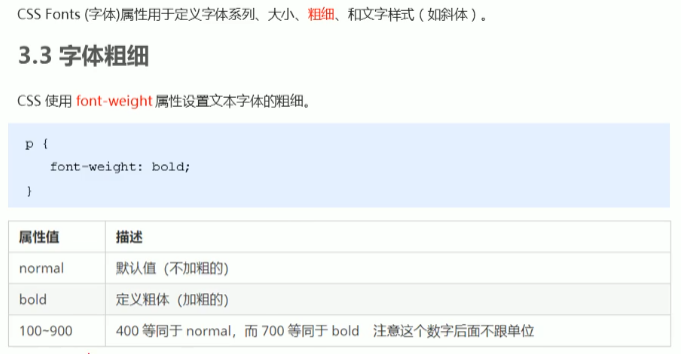 CSS Fonts (字体)属性用于定义字体系列、大小、粗细、和文字样式（如斜体）。
3.3 字体粗细
CSS 使用 font-weight 属性设置文本字体的粗细。
p {
font-weight: bold;
}
属性值 描述
normal 默认值（不加粗的）
bold 定义粗体（加粗的）
100~900 400 等同于 normal，而 700 等同于 bold 注意这个数字后面不跟单位